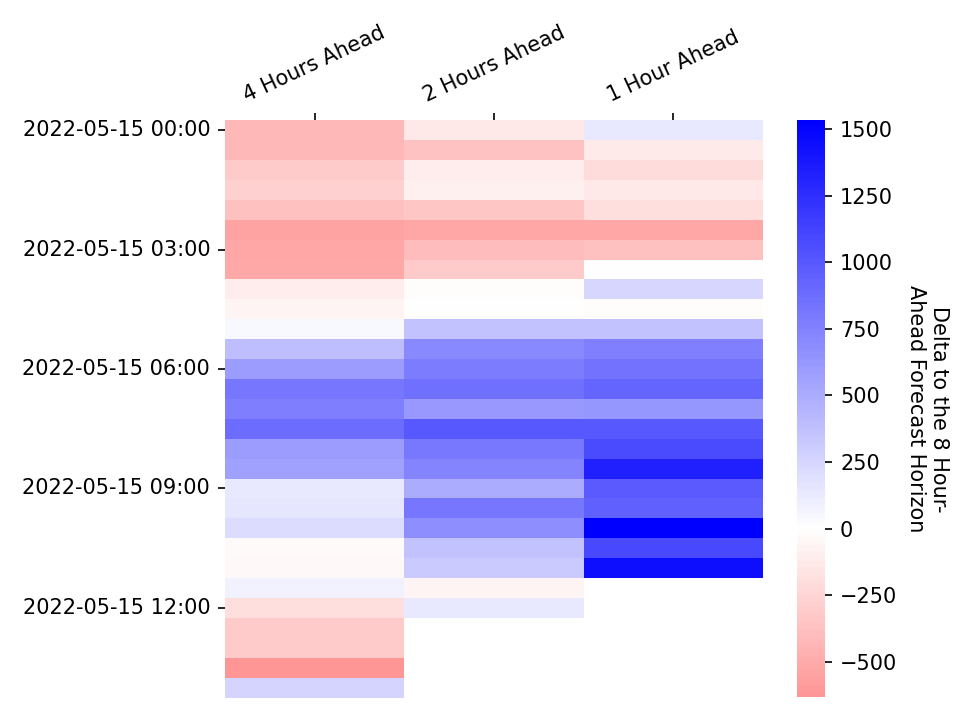 4 Hours Ahead
2 Hours Ahead
1 Hour Ahead
2022-05-15 00:00
2022-05-15 03:00
2022-05-15 06:00
2022-05-15 09:00
2022-05-15 12:00
1500
1250
1000
750
500
250
0
−250
−500
Delta to the 8 Hour-
Ahead Forecast Horizon